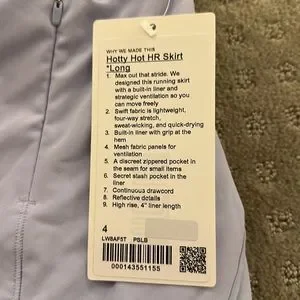 WHY WE MADE THIS
Hotty Hot HR Skirt
*Long
1. Max out that stride. We
designed this running skirt
with a built-in liner and
strategic ventilation so you
can move freely
2. Swift fabric is lightweight,
four-way stretch,
sweat-wicking, and quick-drying
3. Built-in liner with grip at the
hem
4. Mesh fabric panels for
ventilation
5. A discreet zippered pocket in
the seam for small items
6. Secret stash pocket in the
liner
7. Continuous drawcord
8. Reflective details
9. High rise, 4" liner length
4
LW8AF5T PSLB
000143551155